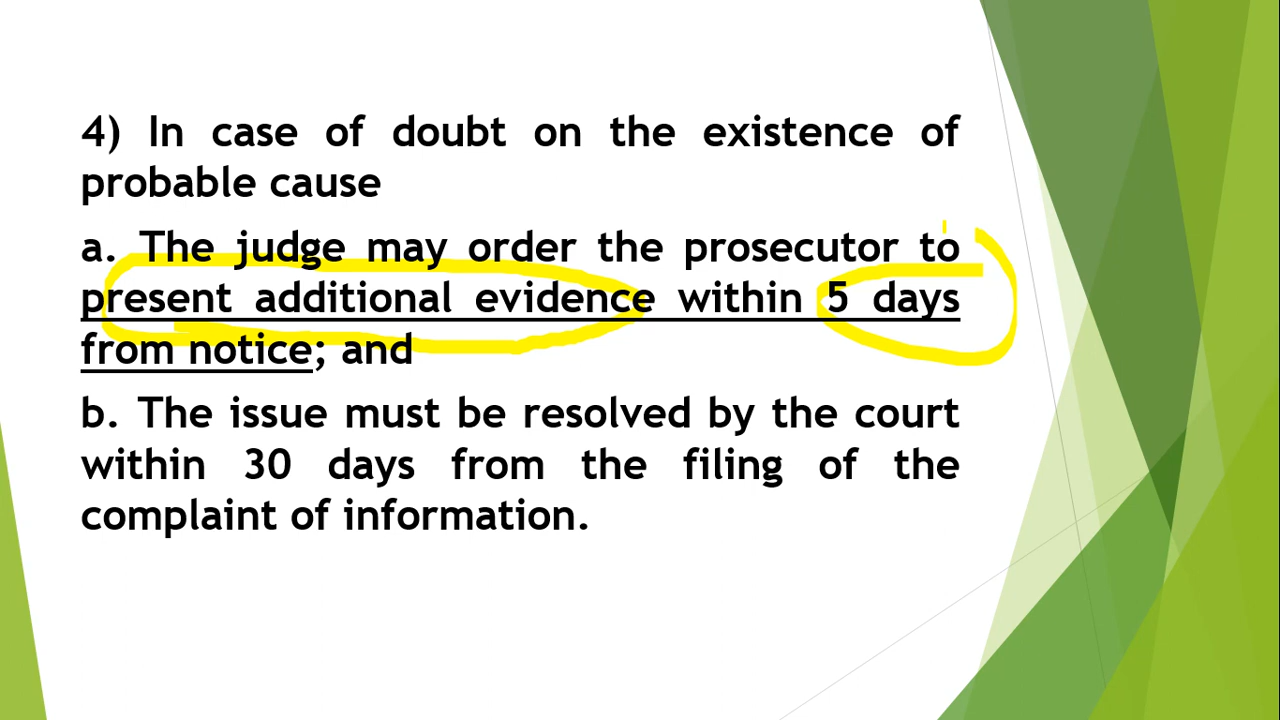 4) In case of doubt on the existence of
probable cause
a. The judge may order the prosecutor to
present additional evidence within 5 days
from notice; and
b. The issue must be resolved by the court
within 30 days from the filing of the
complaint of information.